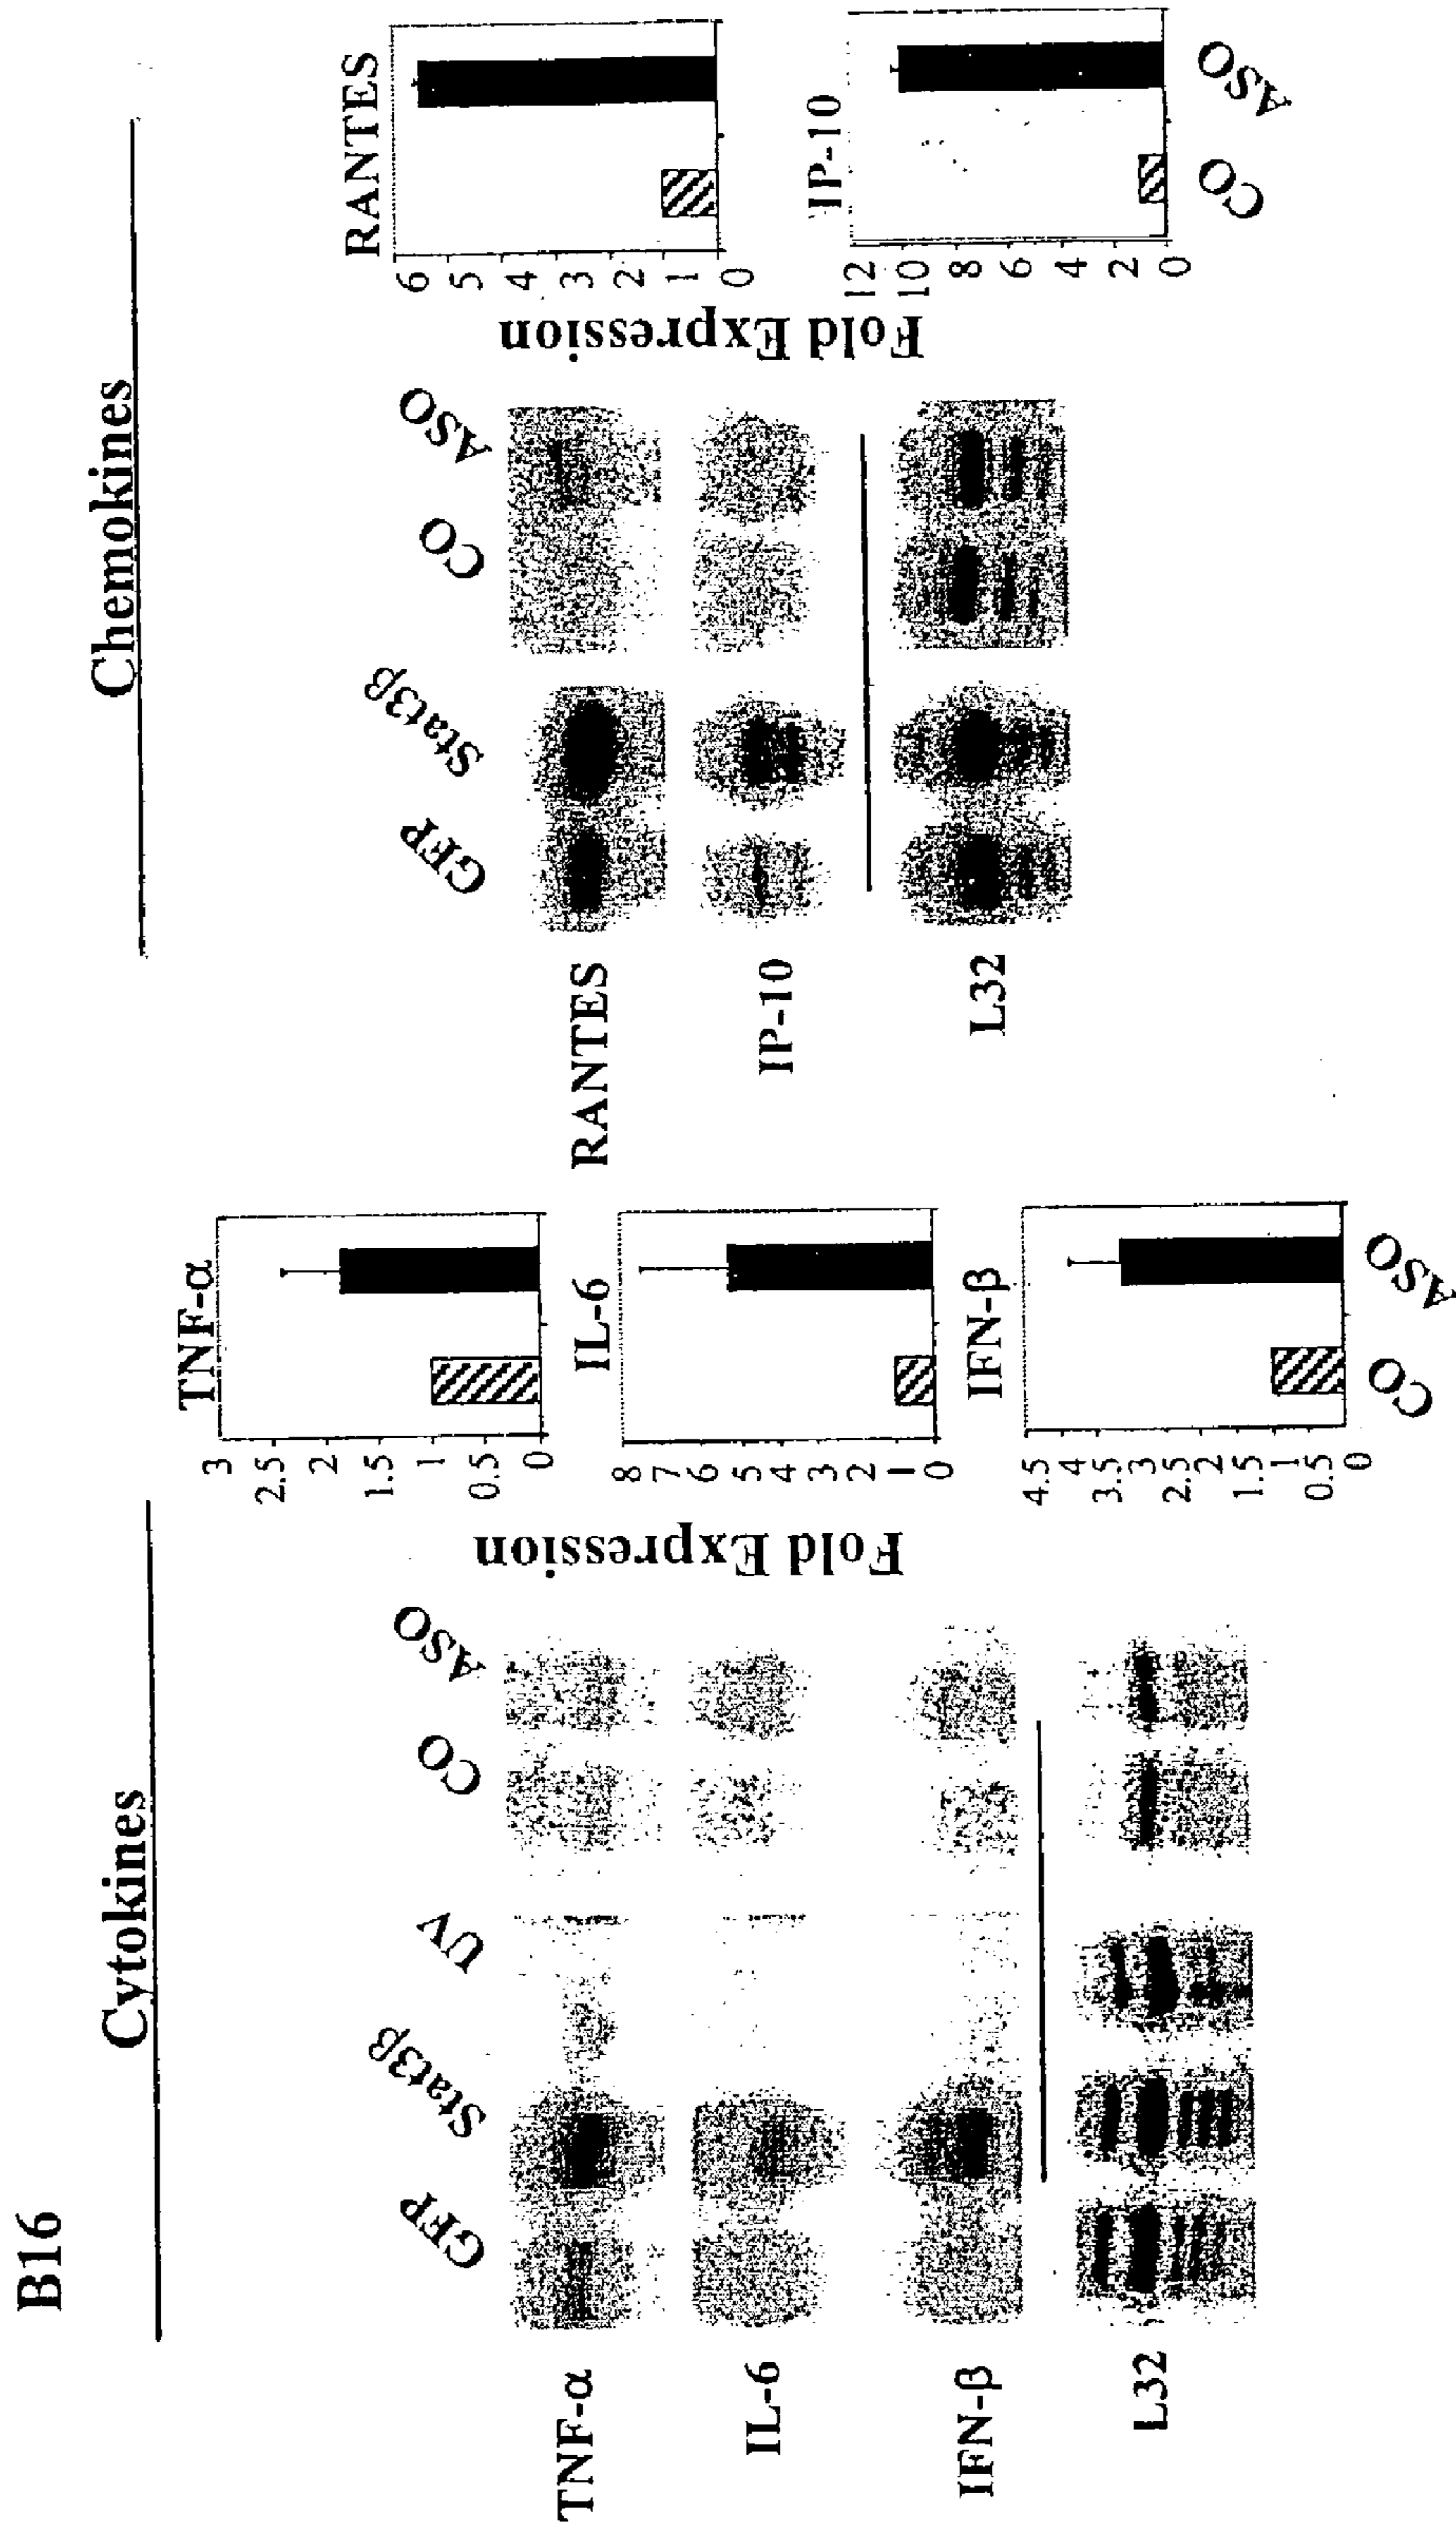 B16
Cytokines
GFP Stat3β UV CO ASO
TNF-α
IL-6
IFN-β
L32
Fold Expression
TNF-α
3
2.5
2
1.5
1
0.5
0
IL-6
8
7
6
5
4
3
2
1
0
IFN-β
4.5
4
3.5
3
2.5
2
1.5
1
0.5
0
CO ASO
Chemokines
GFP Stat3β CO ASO
RANTES
IP-10
L32
Fold Expression
RANTES
6
5
4
3
2
1
0
IP-10
12
10
8
6
4
2
0
CO ASO